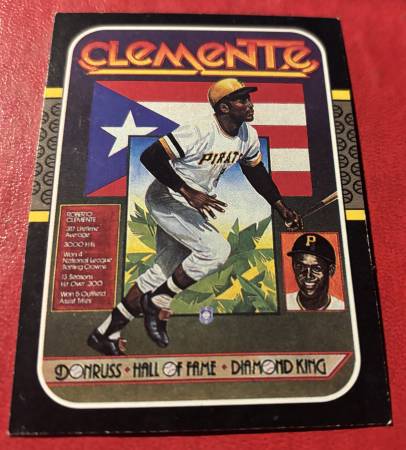 CLEMENTE
PIRATE
P
ROBERTO
CLEMENTE
.317 Lifetime
Average
3000 Hits
Won 4
National League
Batting Crowns
13 Seasons
Hit Over .300
Won 5 Outfield
Assist Titles
DONRUSS • HALL OF FAME • DIAMOND KING